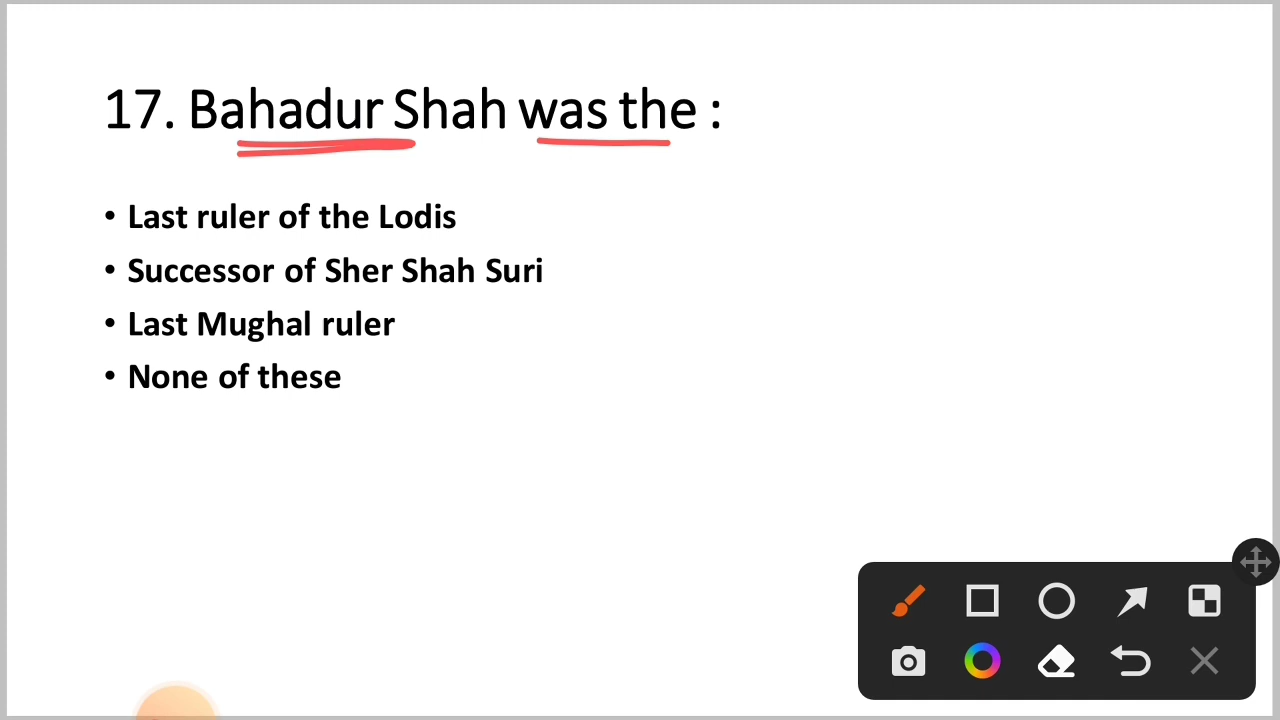 17. Bahadur Shah was the :
• Last ruler of the Lodis
• Successor of Sher Shah Suri
• Last Mughal ruler
• None of these